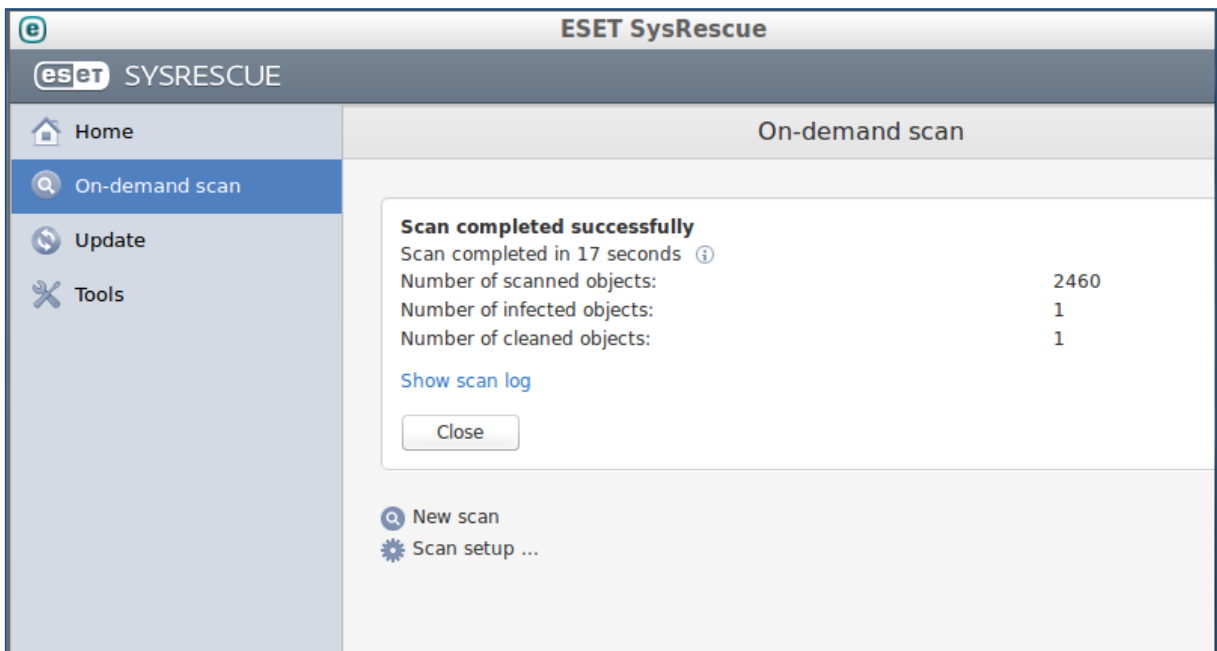 ESET SysRescue
eseT SYSRESCUE
Home
On-demand scan
Update
Tools
On-demand scan
Scan completed successfully
Scan completed in 17 seconds
Number of scanned objects: 2460
Number of infected objects: 1
Number of cleaned objects: 1
Show scan log
Close
New scan
Scan setup ...